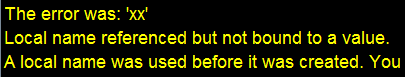 The error was: 'xx'
Local name referenced but not bound to a value.
A local name was used before it was created. You